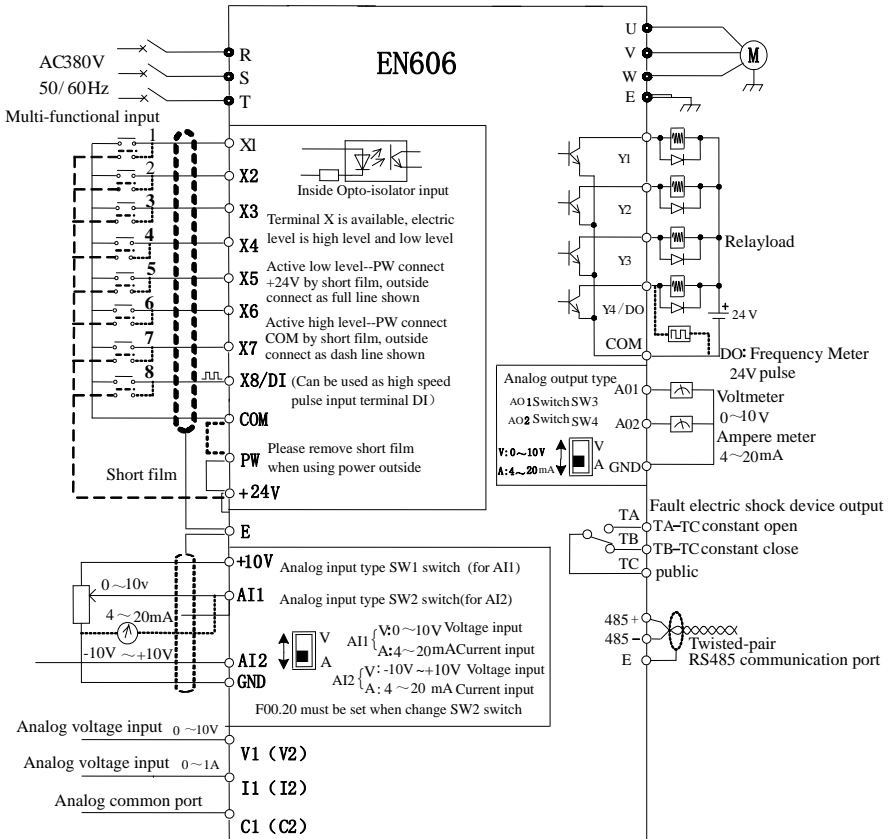 EN606
AC380V
50/60Hz
R
S
T
U
V
W
E
M
Multi-functional input
1
2
3
4
5
6
7
8
X1
X2
X3
X4
X5
X6
X7
X8/DI
COM
PW
+24V
E
Inside Opto-isolator input
Terminal X is available, electric
level is high level and low level
Active low level--PW connect
+24V by short film, outside
connect as full line shown
Active high level--PW connect
COM by short film, outside
connect as dash line shown
(Can be used as high speed
pulse input terminal DI)
Please remove short film
when using power outside
Short film
Y1
Y2
Y3
Y4/DO
COM
Relayload
+
24V
DO: Frequency Meter
24V pulse
Analog output type
AO1Switch SW3
AO2 Switch SW4
V:0~10V
A:4~20mA
V
A
A01
A02
GND
Voltmeter
0~10V
Ampere meter
4~20mA
Fault electric shock device output
TA
TA-TC constant open
TB
TB-TC constant close
TC
public
485+
485-
E
Twisted-pair
RS485 communication port
+10V
AI1
AI2
GND
0~10v
4~20mA
-10V ~+10V
Analog input type SW1 switch (for AI1)
Analog input type SW2 switch(for AI2)
V
A
AI1
V:0~10V Voltage input
A:4~20mACurrent input
AI2
V:-10V~+10V Voltage input
A:4~20 mA Current input
F00.20 must be set when change SW2 switch
Analog voltage input 0~10V
V1 (V2)
Analog voltage input 0~1A
I1 (I2)
Analog common port
C1 (C2)